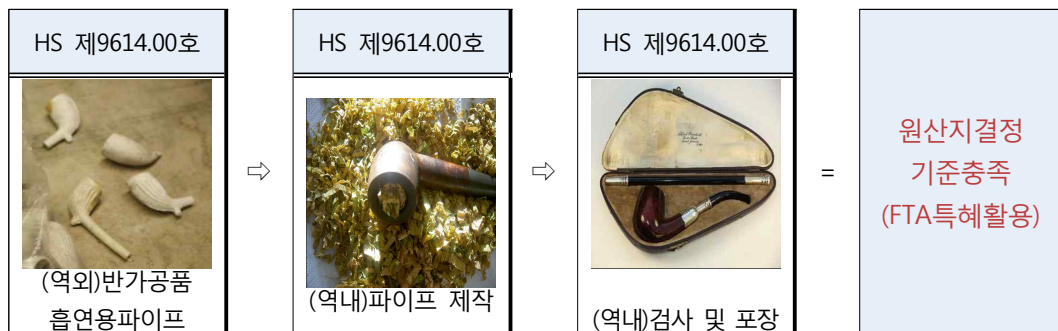 HS 제9614.00호
(역외)반가공품
흡연용파이프
⇨
HS 제9614.00호
(역내)파이프 제작
⇨
HS 제9614.00호
(역내)검사 및 포장
=
원산지결정
기준충족
(FTA특혜활용)